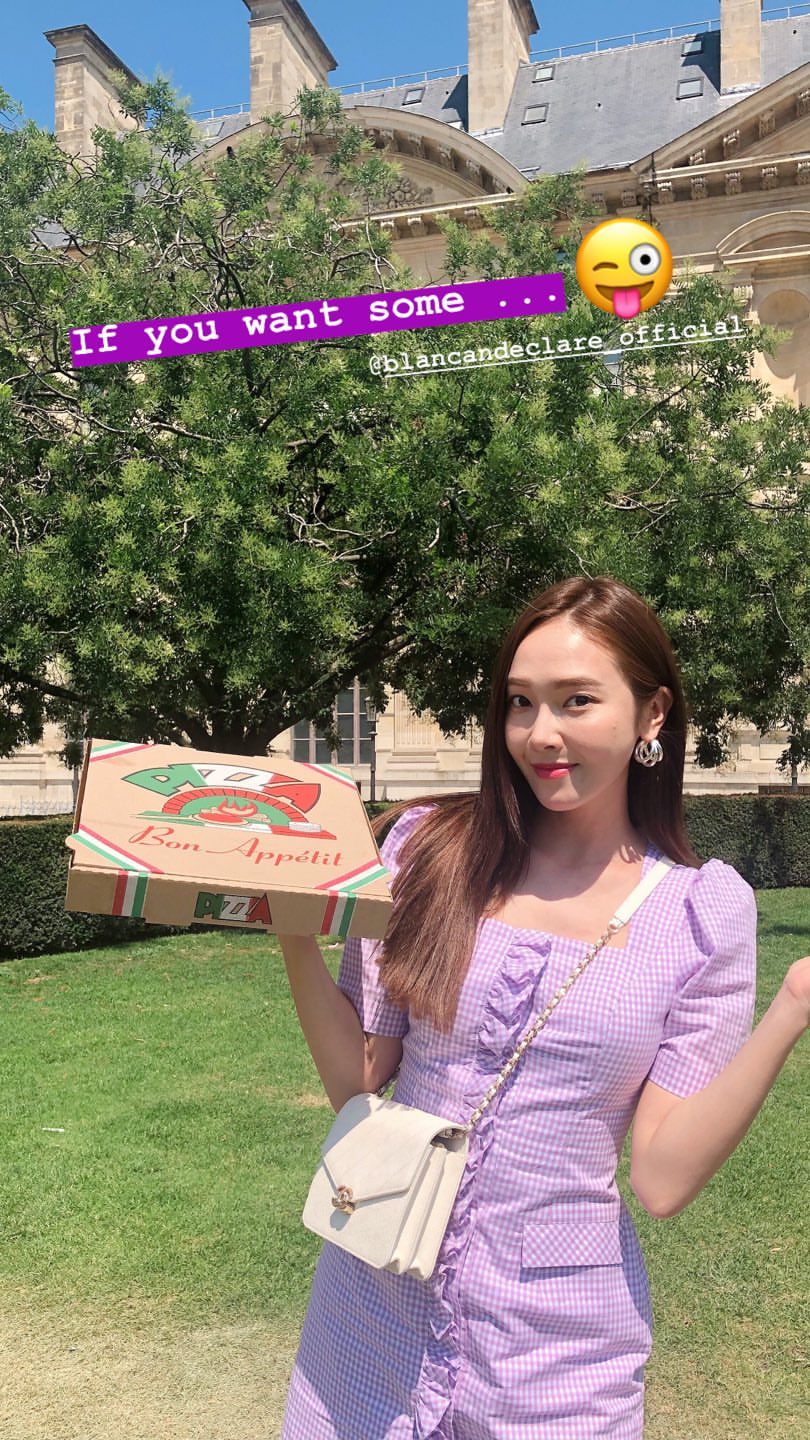 If you want some ...
@blancandeclare_official
PIZZA
Bon Appétit
PIZZA